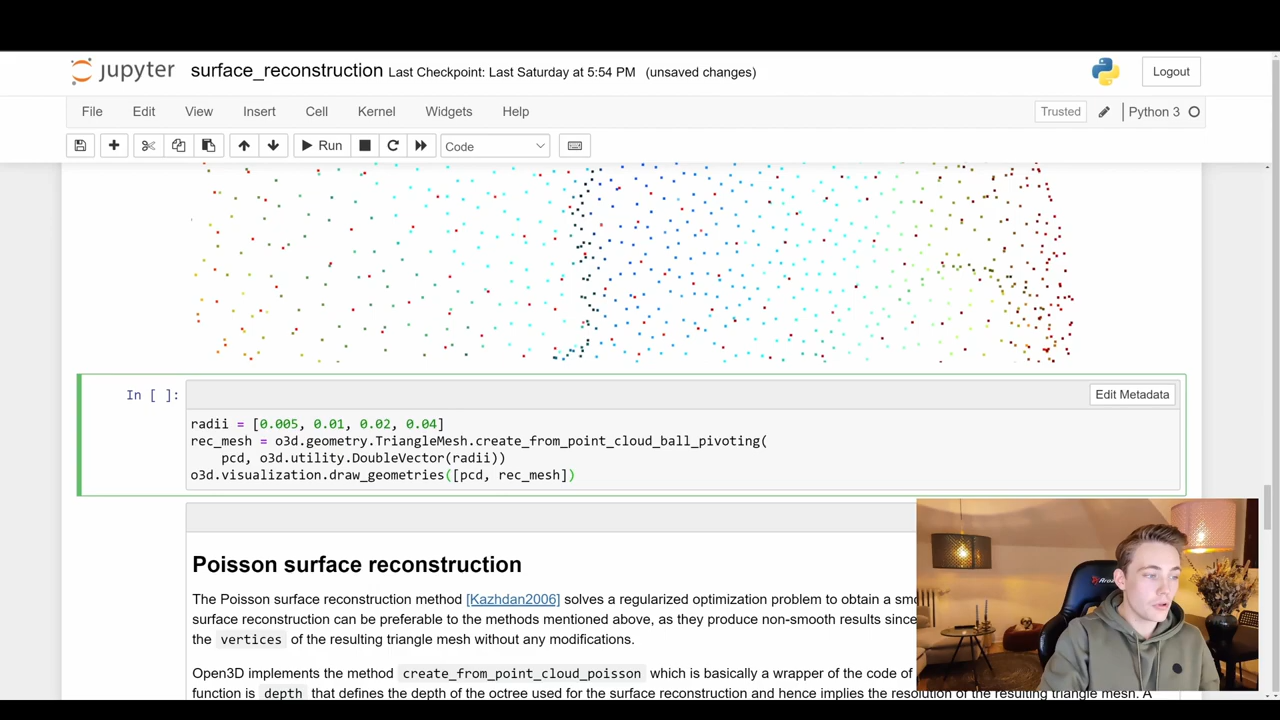 jupyter surface_reconstruction Last Checkpoint: Last Saturday at 5:54 PM (unsaved changes) Logout
File Edit View Insert Cell Kernel Widgets Help Trusted Python 3
Run Code
In [ ]: Edit Metadata
radii = [0.005, 0.01, 0.02, 0.04]
rec_mesh = o3d.geometry.TriangleMesh.create_from_point_cloud_ball_pivoting(
pcd, o3d.utility.DoubleVector(radii))
o3d.visualization.draw_geometries([pcd, rec_mesh])
Poisson surface reconstruction
The Poisson surface reconstruction method [Kazhdan2006] solves a regularized optimization problem to obtain a
surface reconstruction can be preferable to the methods mentioned above, as they produce non-smooth results since
the vertices of the resulting triangle mesh without any modifications.
Open3D implements the method create_from_point_cloud_poisson which is basically a wrapper of the code of
function is depth that defines the depth of the octree used for the surface reconstruction and hence implies the resolution of the resulting triangle mesh. A